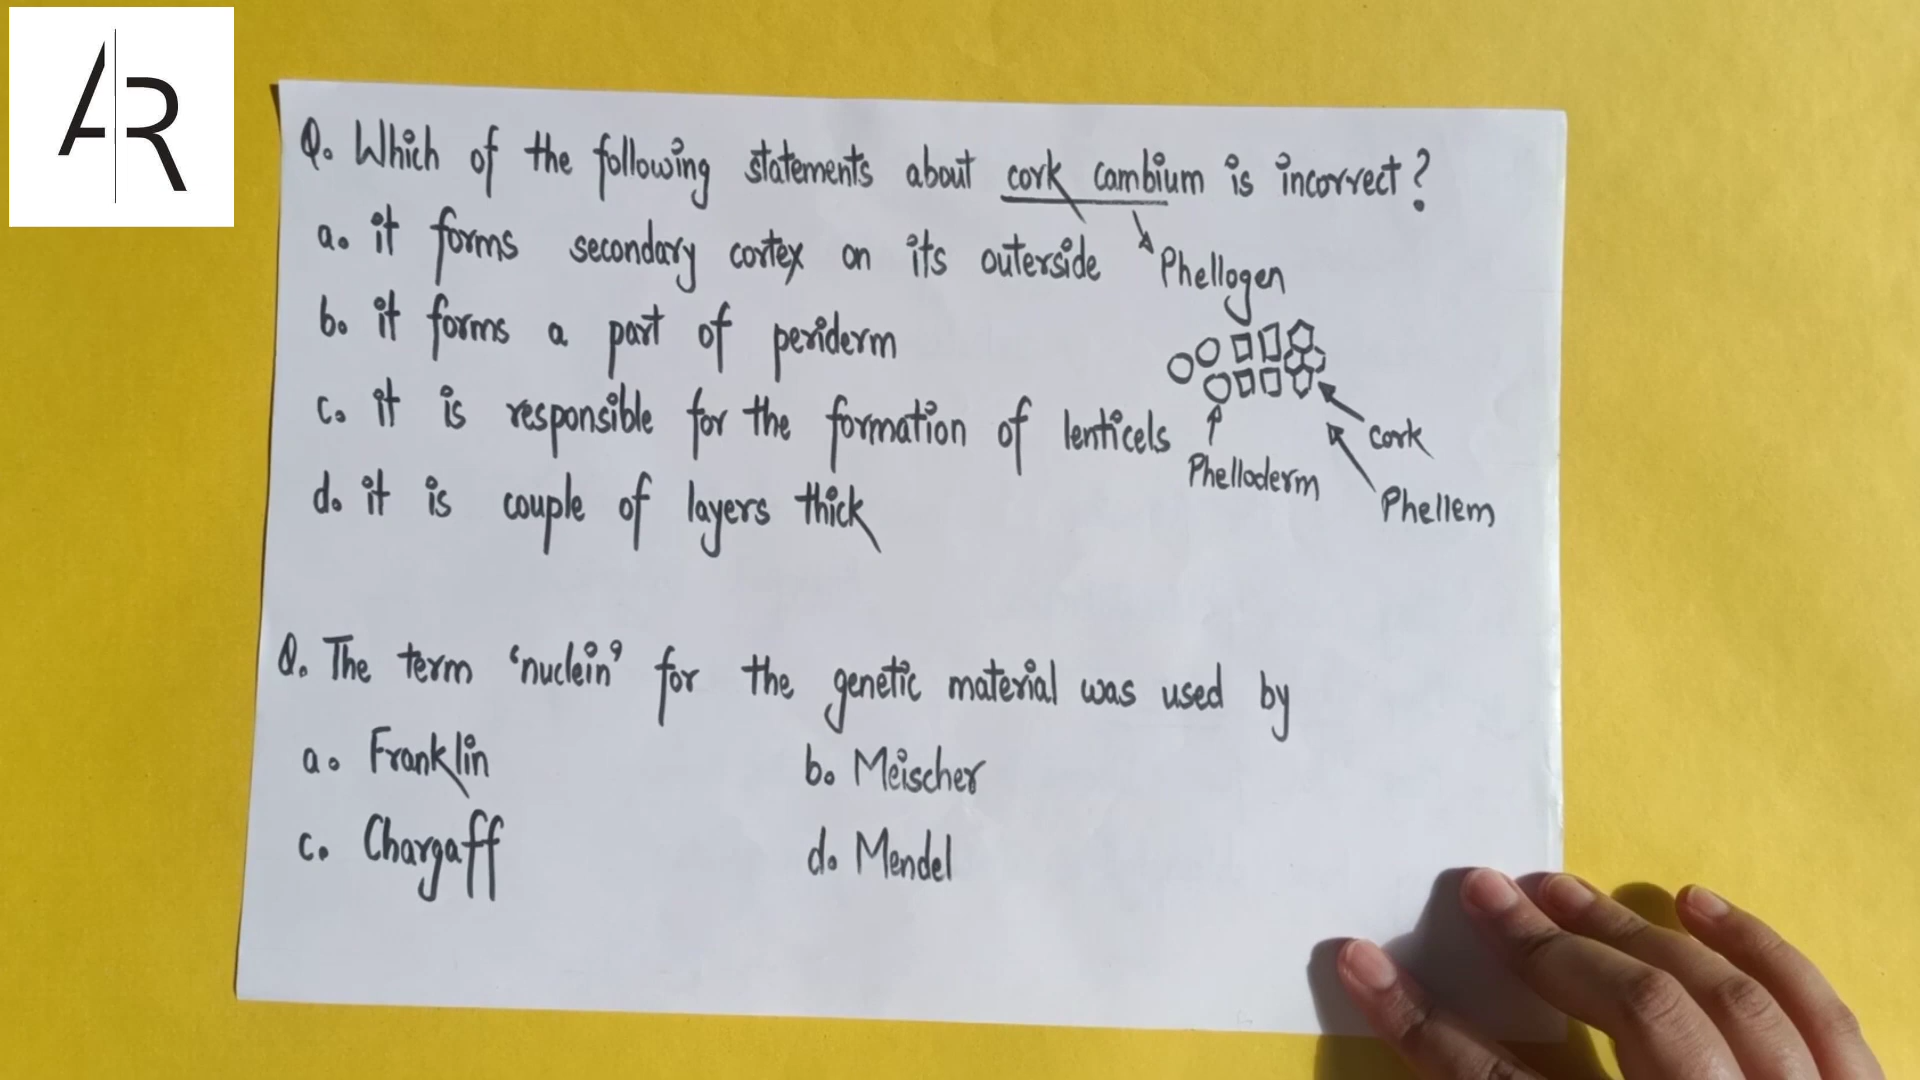 AR
Q. Which of the following statements about cork cambium is incorrect?
a. it forms secondary cortex on its outerside
Phellogen
b. it forms a part of periderm
c. it is responsible for the formation of lenticels
cork
Phelloderm
d. it is couple of layers thick
Phellem
Q. The term 'nuclein' for the genetic material was used by
a. Franklin
b. Meischer
c. Chargaff
d. Mendel